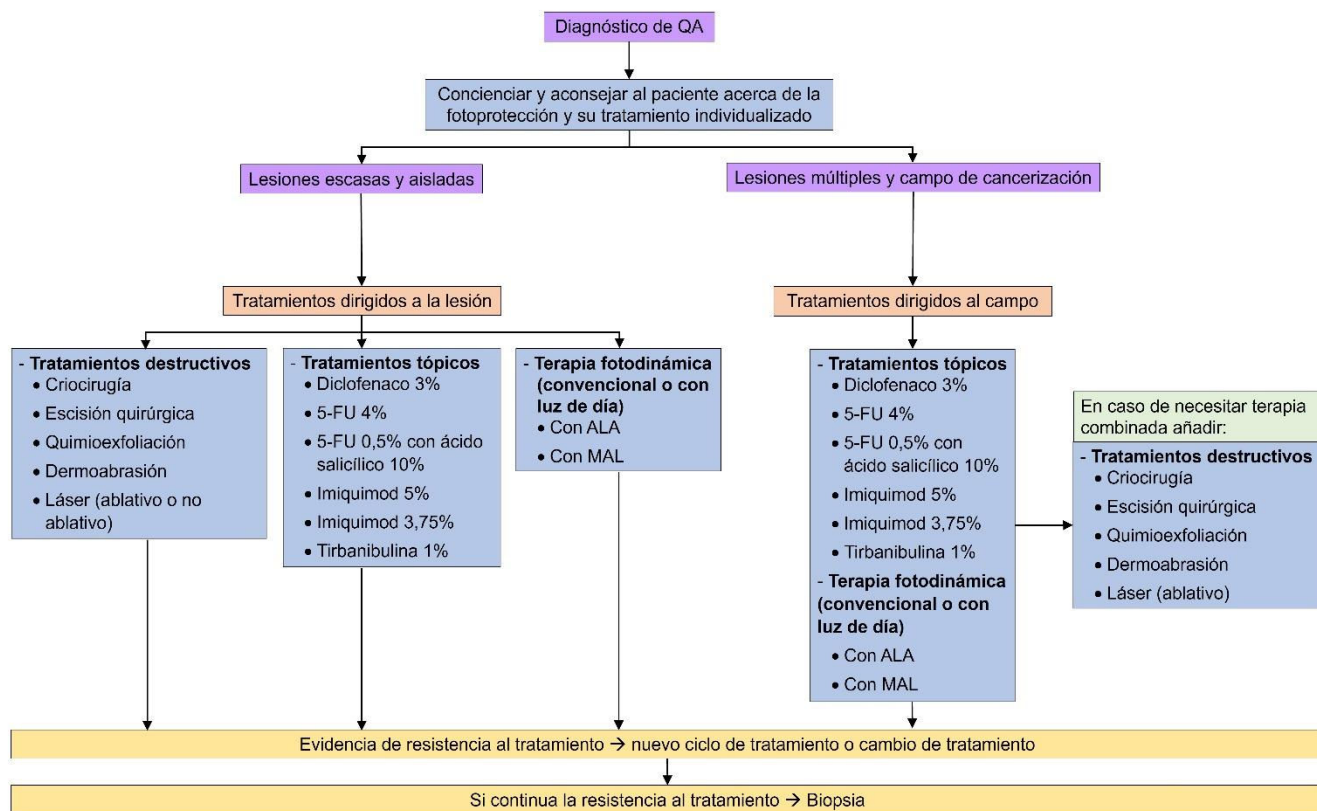 Diagnóstico de QA
Concienciar y aconsejar al paciente acerca de la
fotoprotección y su tratamiento individualizado
Lesiones escasas y aisladas
Lesiones múltiples y campo de cancerización
Tratamientos dirigidos a la lesión
Tratamientos dirigidos al campo
- Tratamientos destructivos
• Criocirugía
• Escisión quirúrgica
• Quimioexfoliación
• Dermoabrasión
• Láser (ablativo o no
ablativo)
- Tratamientos tópicos
• Diclofenaco 3%
• 5-FU 4%
• 5-FU 0,5% con ácido
salicílico 10%
• Imiquimod 5%
• Imiquimod 3,75%
• Tirbanibulina 1%
- Terapia fotodinámica
(convencional o con
luz de día)
• Con ALA
• Con MAL
- Tratamientos tópicos
• Diclofenaco 3%
• 5-FU 4%
• 5-FU 0,5% con
ácido salicílico 10%
• Imiquimod 5%
• Imiquimod 3,75%
• Tirbanibulina 1%
- Terapia fotodinámica
(convencional o con
luz de día)
• Con ALA
• Con MAL
En caso de necesitar terapia
combinada añadir:
- Tratamientos destructivos
• Criocirugía
• Escisión quirúrgica
• Quimioexfoliación
• Dermoabrasión
• Láser (ablativo)
Evidencia de resistencia al tratamiento → nuevo ciclo de tratamiento o cambio de tratamiento
Si continua la resistencia al tratamiento → Biopsia